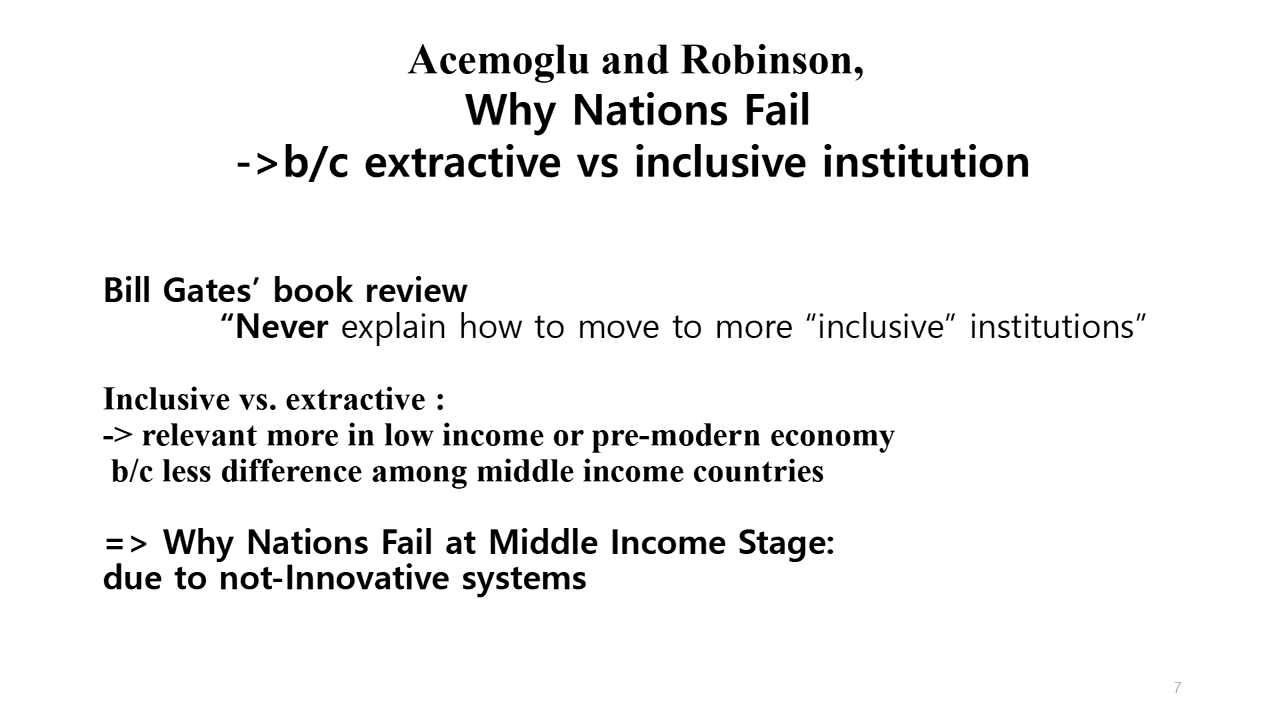 Acemoglu and Robinson,
Why Nations Fail
->b/c extractive vs inclusive institution
Bill Gates’ book review
“Never explain how to move to more “inclusive” institutions”
Inclusive vs. extractive :
-> relevant more in low income or pre-modern economy
b/c less difference among middle income countries
=> Why Nations Fail at Middle Income Stage:
due to not-Innovative systems
7